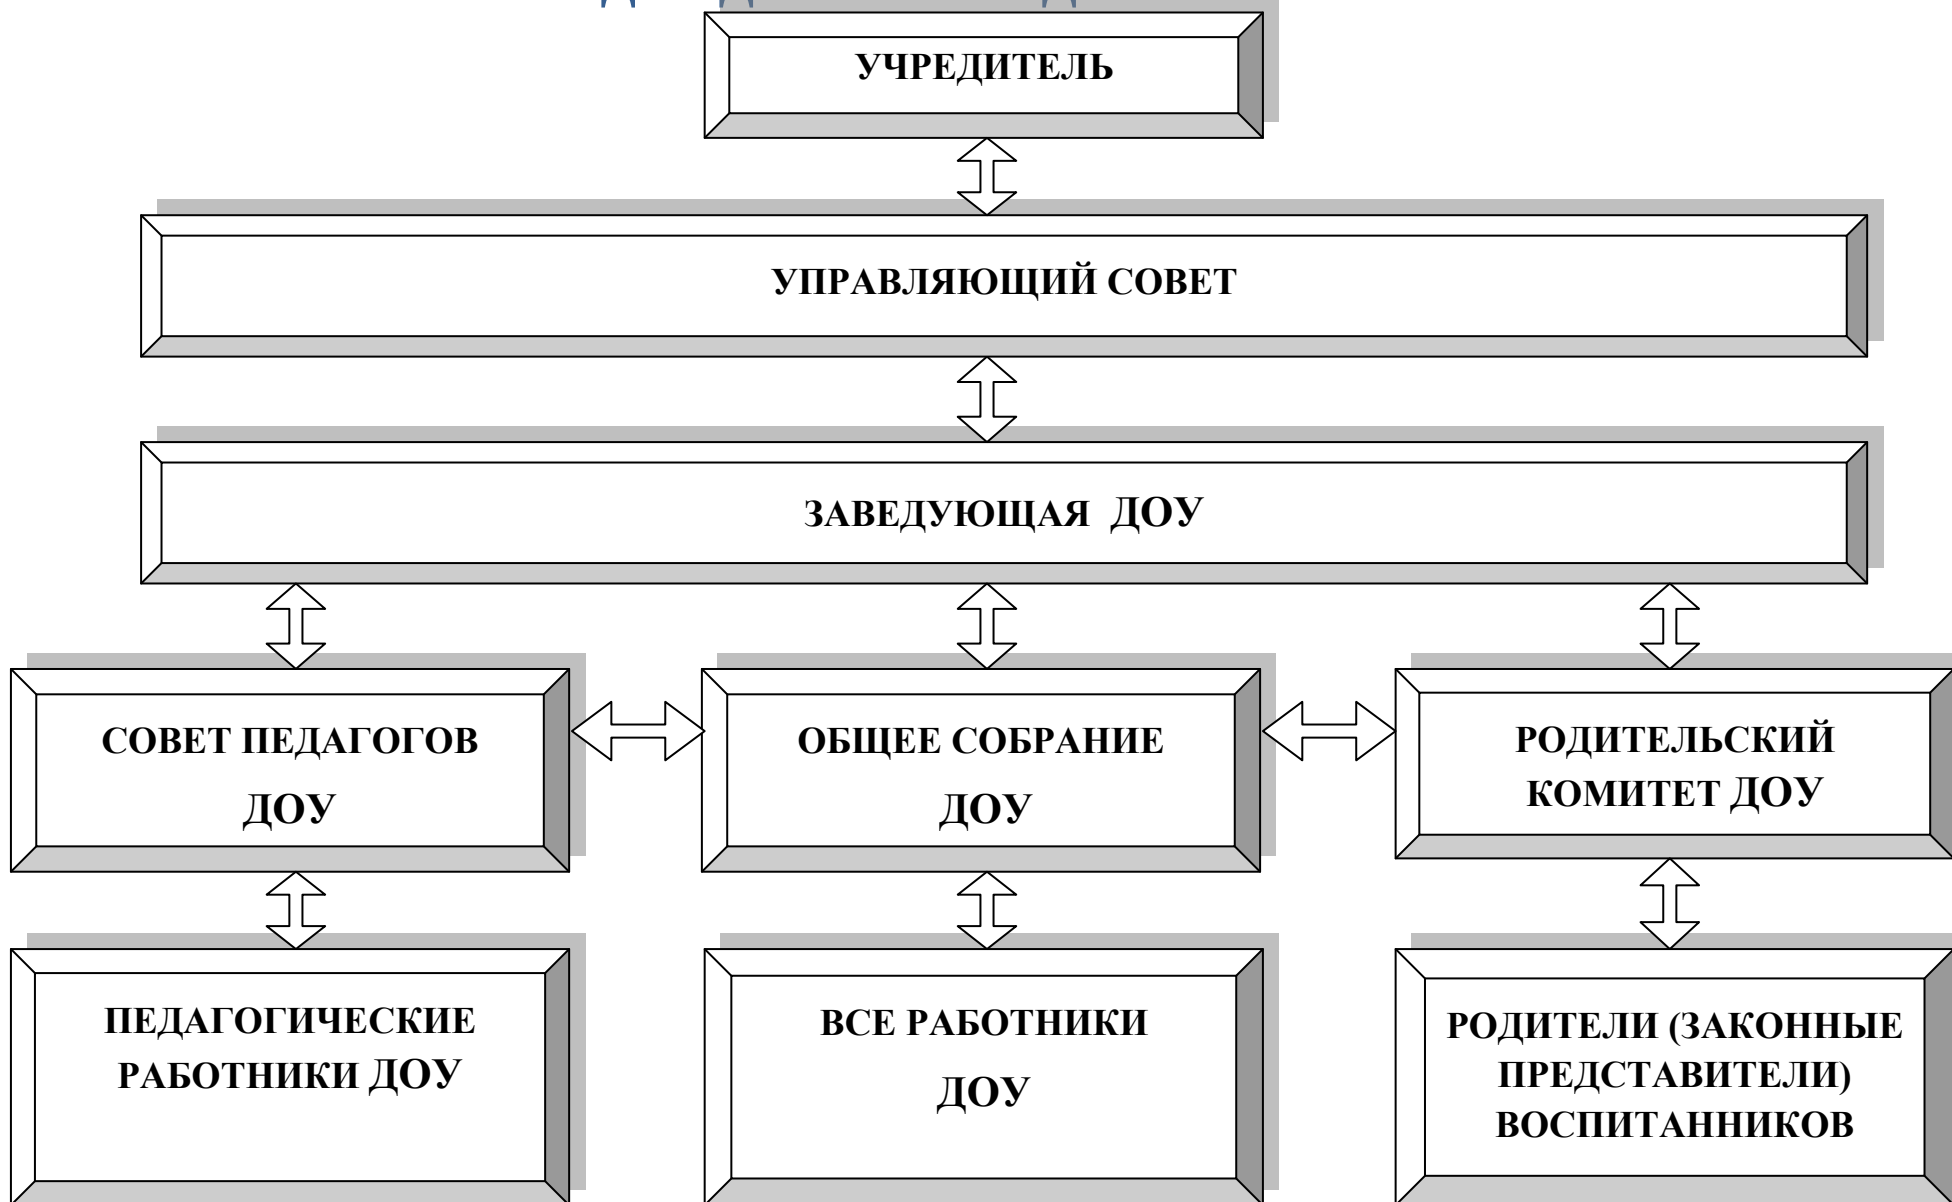 УЧРЕДИТЕЛЬ
УПРАВЛЯЮЩИЙ СОВЕТ
ЗАВЕДУЮЩАЯ ДОУ
СОВЕТ ПЕДАГОГОВ
ДОУ
ОБЩЕЕ СОБРАНИЕ
ДОУ
РОДИТЕЛЬСКИЙ
КОМИТЕТ ДОУ
ПЕДАГОГИЧЕСКИЕ
РАБОТНИКИ ДОУ
ВСЕ РАБОТНИКИ
ДОУ
РОДИТЕЛИ (ЗАКОННЫЕ
ПРЕДСТАВИТЕЛИ)
ВОСПИТАННИКОВ